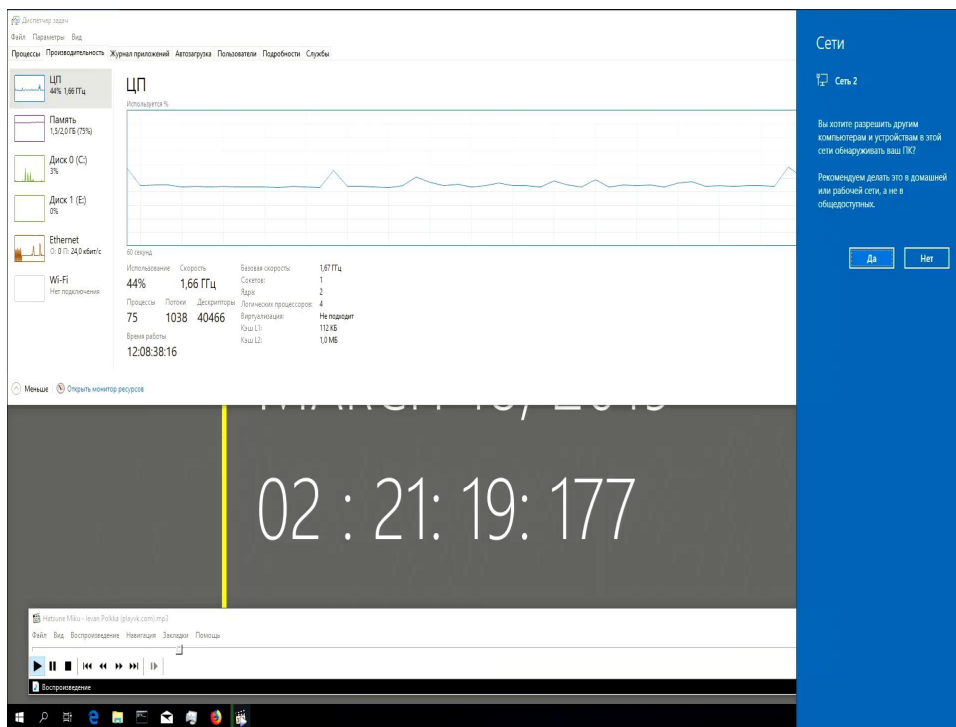 Диспетчер задач
Файл Параметры Вид
Процессы Производительность Журнал приложений Автозагрузка Пользователи Подробности Службы
ЦП
44% 1,66 ГГц
Память
1,5/2,0 ГБ (75%)
Диск 0 (C:)
3%
Диск 1 (E:)
0%
Ethernet
О: 0 П: 24,0 кбит/с
Wi-Fi
Нет подключения
ЦП
Используется %
60 секунд
Использование Скорость
44% 1,66 ГГц
Процессы Потоки Дескрипторы
75 1038 40466
Время работы
12:08:38:16
Базовая скорость: 1,67 ГГц
Сокетов: 1
Ядра: 2
Логических процессоров: 4
Виртуализация: Не подходит
Кэш L1: 112 КБ
Кэш L2: 1,0 МБ
Меньше Открыть монитор ресурсов
Сети
Сеть 2
Вы хотите разрешить другим
компьютерам и устройствам в этой
сети обнаруживать ваш ПК?
Рекомендуем делать это в домашней
или рабочей сети, а не в
общедоступных.
Да Нет
02 : 21: 19: 177
Hatsune Miku - Ievan Polkka (playvk.com).mp3
Файл Вид Воспроизведение Навигация Закладки Помощь
Воспроизведение